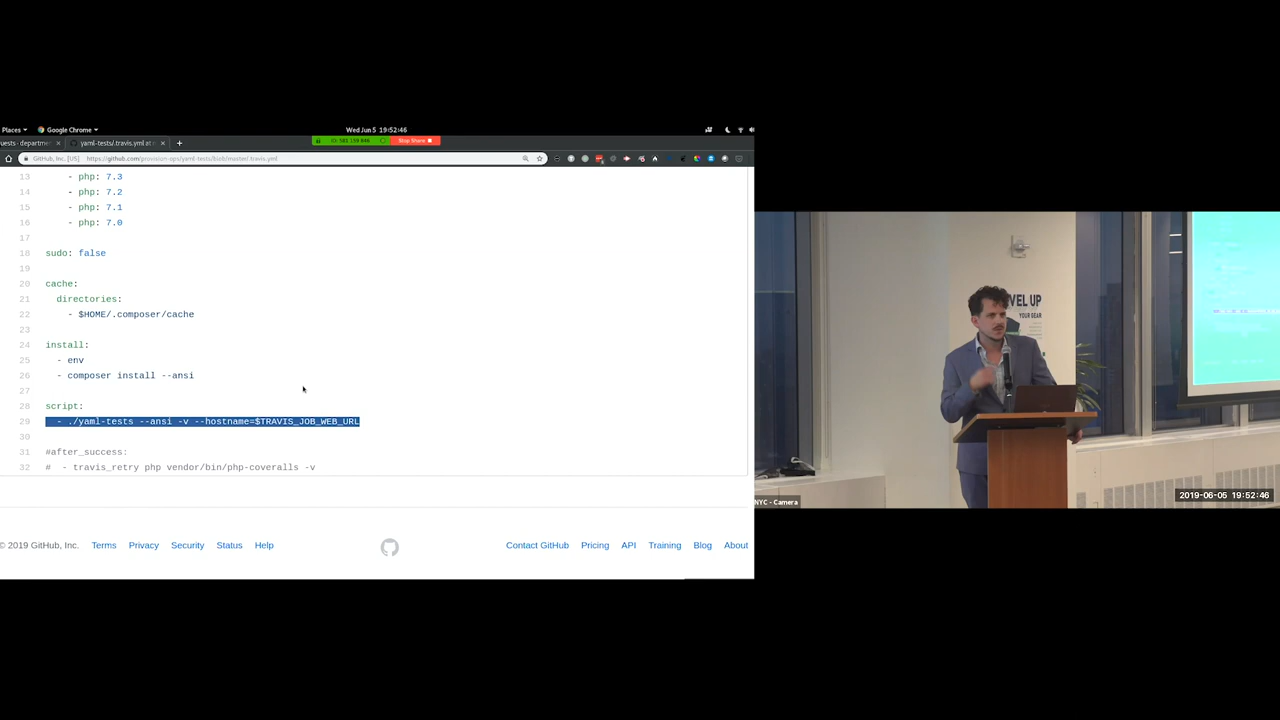 Places
Google Chrome
Wed Jun 5 19:52:46
uests · departme
yaml-tests/.travis.yml at
Stop Share
GitHub, Inc. [US]
https://github.com/provision-ops/yaml-tests/blob/master/.travis.yml
13 - php: 7.3
14 - php: 7.2
15 - php: 7.1
16 - php: 7.0
17
18 sudo: false
19
20 cache:
21 directories:
22 - $HOME/.composer/cache
23
24 install:
25 - env
26 - composer install --ansi
27
28 script:
29 - ./yaml-tests --ansi -v --hostname=$TRAVIS_JOB_WEB_URL
30
31 #after_success:
32 # - travis_retry php vendor/bin/php-coveralls -v
© 2019 GitHub, Inc. Terms Privacy Security Status Help
Contact GitHub Pricing API Training Blog About
VEL UP
YOUR GEAR
2019-06-05 19:52:46
NYC - Camera